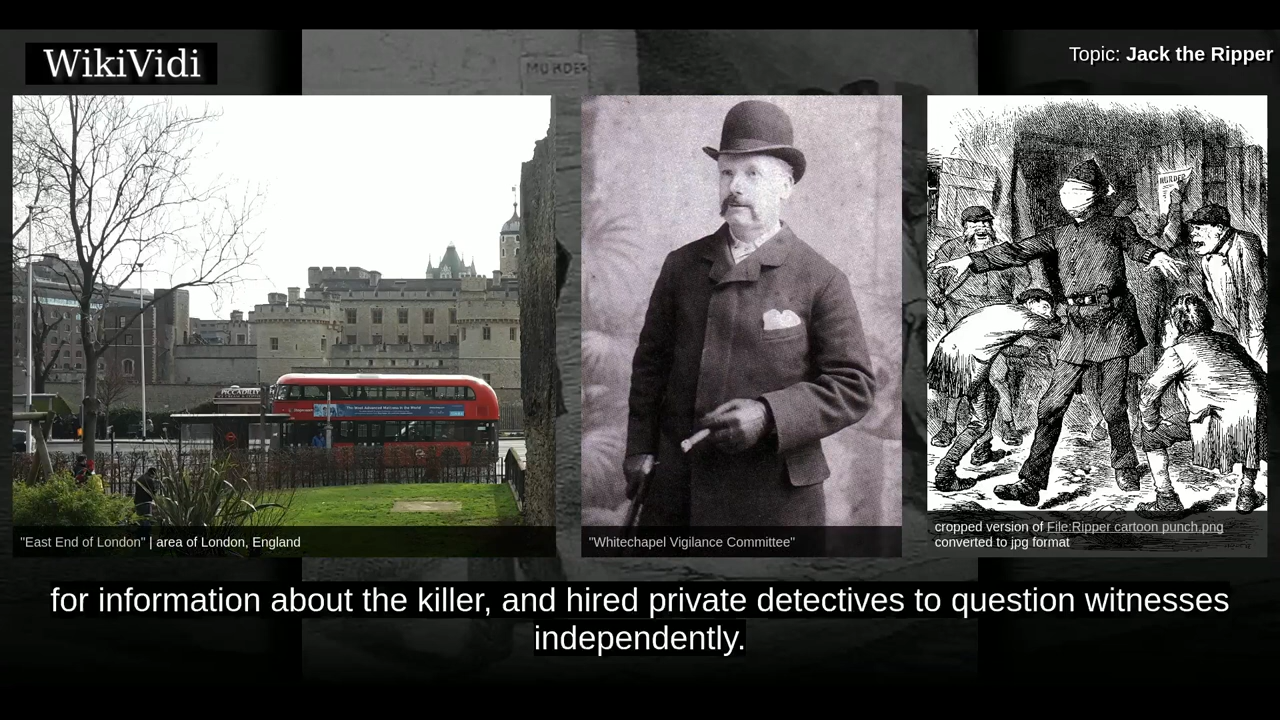 WikiVidi
Topic: Jack the Ripper
MURDER
MURDER
PICCADILLY
"East End of London" | area of London, England
"Whitechapel Vigilance Committee"
cropped version of File:Ripper cartoon punch.png
converted to jpg format
for information about the killer, and hired private detectives to question witnesses
independently.